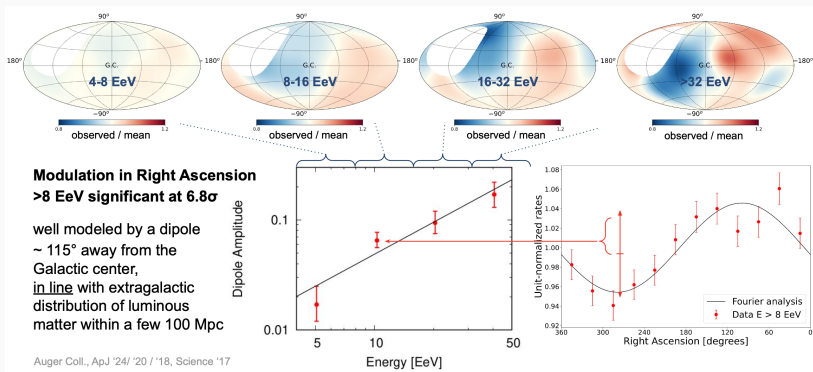 90° 90° 90° 90°
180° G.C. 180° G.C. 180° G.C. 180° G.C. 180°
4-8 EeV 8-16 EeV 16-32 EeV >32 EeV
−90° −90° −90° −90°
0.8 1.2 0.8 1.2 0.8 1.2 0.8 1.2
observed / mean observed / mean observed / mean observed / mean
Modulation in Right Ascension
>8 EeV significant at 6.8σ
well modeled by a dipole
~ 115° away from the
Galactic center,
in line with extragalactic
distribution of luminous
matter within a few 100 Mpc
Auger Coll., ApJ '24/ '20 / '18, Science '17
Dipole Amplitude
0.1
0.01
5 10 50
Energy [EeV]
Unit-normalized rates
1.08
1.06
1.04
1.02
1.00
0.98
0.96
0.94
0.92
Fourier analysis
Data E > 8 EeV
360 300 240 180 120 60 0
Right Ascension [degrees]